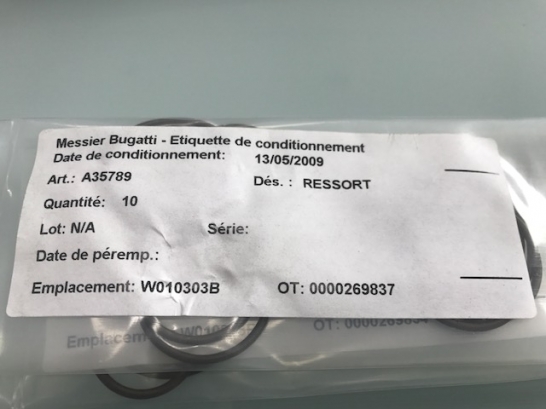 Messier Bugatti - Etiquette de conditionnement
Date de conditionnement: 13/05/2009
Art.: A35789 Dés. : RESSORT
Quantité: 10
Lot: N/A Série:
Date de péremp.:
Emplacement: W010303B OT: 0000269837
Emplacement